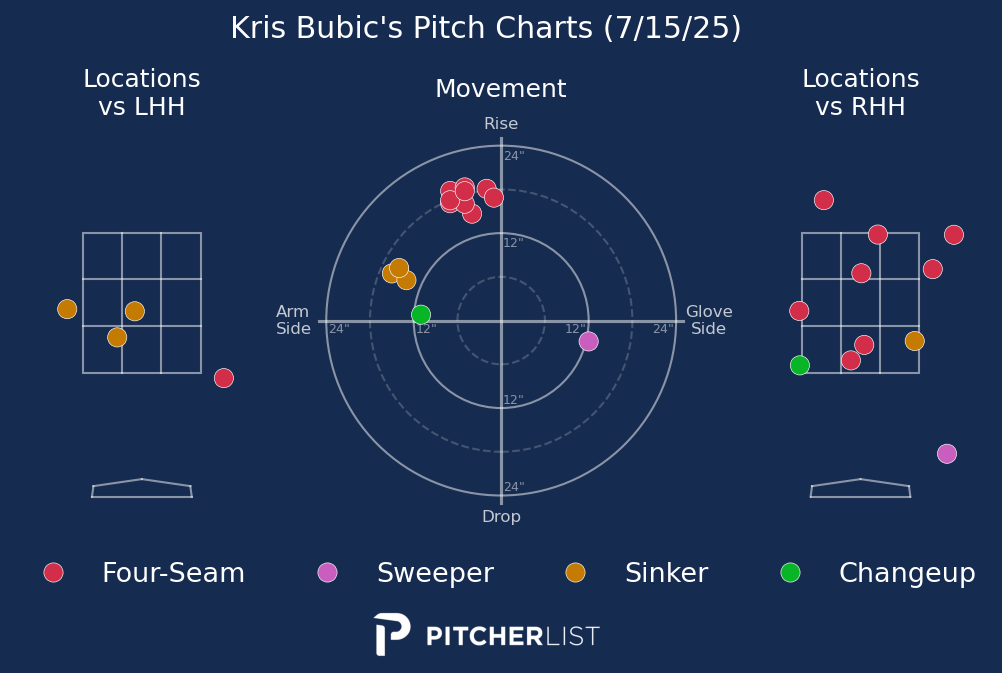 Kris Bubic's Pitch Charts (7/15/25)
Locations
vs LHH
Movement
Locations
vs RHH
Rise
24"
12"
Arm
Side
24"
12"
12"
24"
Glove
Side
12"
24"
Drop
Four-Seam
Sweeper
Sinker
Changeup
PITCHERLIST